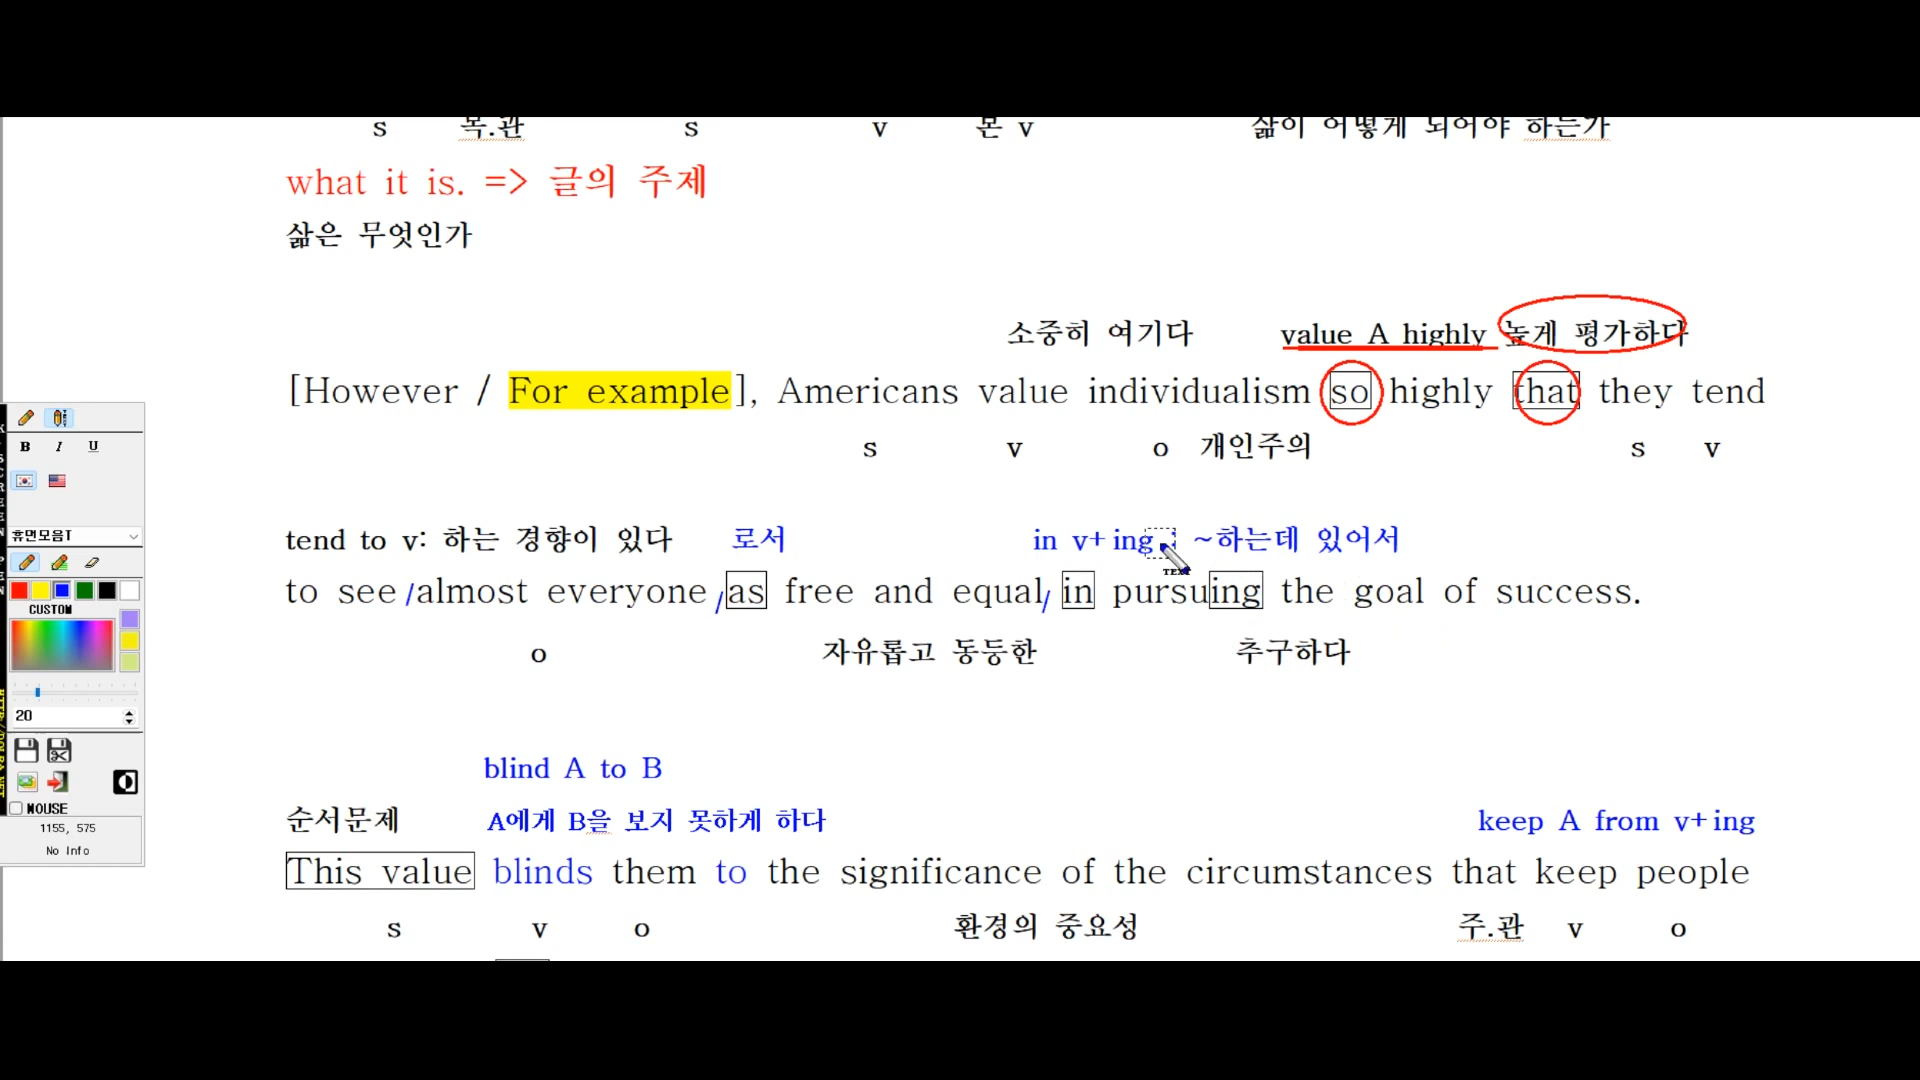 s 목.관 s v 본 v 삶이 어떻게 되어야 하는가
what it is. => 글의 주제
삶은 무엇인가
소중히 여기다 value A highly 높게 평가하다
[However / For example], Americans value individualism so highly that they tend
s v o 개인주의 s v
tend to v: 하는 경향이 있다 로서 in v+ing : ~하는데 있어서
to see / almost everyone / as free and equal / in pursuing the goal of success.
o 자유롭고 동등한 추구하다
blind A to B
순서문제 A에게 B을 보지 못하게 하다 keep A from v+ing
This value blinds them to the significance of the circumstances that keep people
s v o 환경의 중요성 주.관 v o
B I U
휴먼모음T
CUSTOM
20
MOUSE
1155, 575
No Info
TEXT